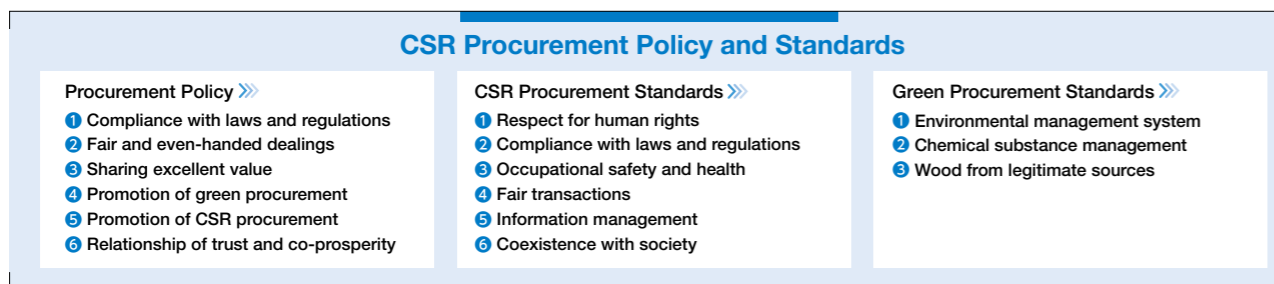 CSR Procurement Policy and Standards
Procurement Policy
1 Compliance with laws and regulations
2 Fair and even-handed dealings
3 Sharing excellent value
4 Promotion of green procurement
5 Promotion of CSR procurement
6 Relationship of trust and co-prosperity
CSR Procurement Standards
1 Respect for human rights
2 Compliance with laws and regulations
3 Occupational safety and health
4 Fair transactions
5 Information management
6 Coexistence with society
Green Procurement Standards
1 Environmental management system
2 Chemical substance management
3 Wood from legitimate sources